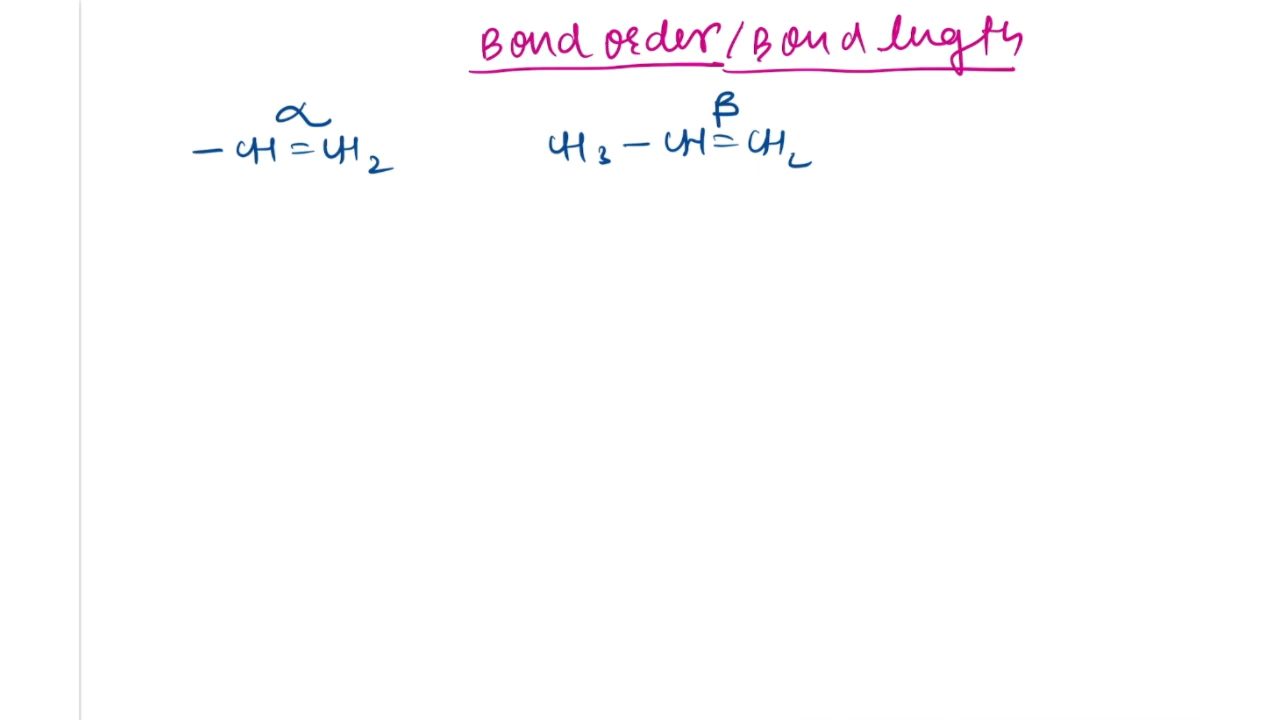 Bond order/Bond length
α β
-CH=CH₂ CH₃-CH=CH₂